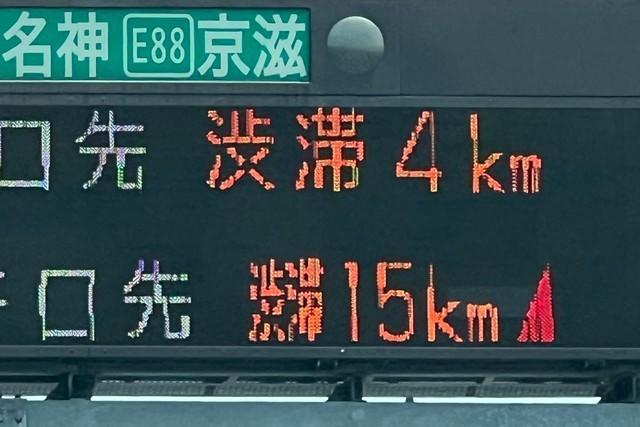 名神 E88 京滋
口先 渋滞 4km
口先 渋滞 15km